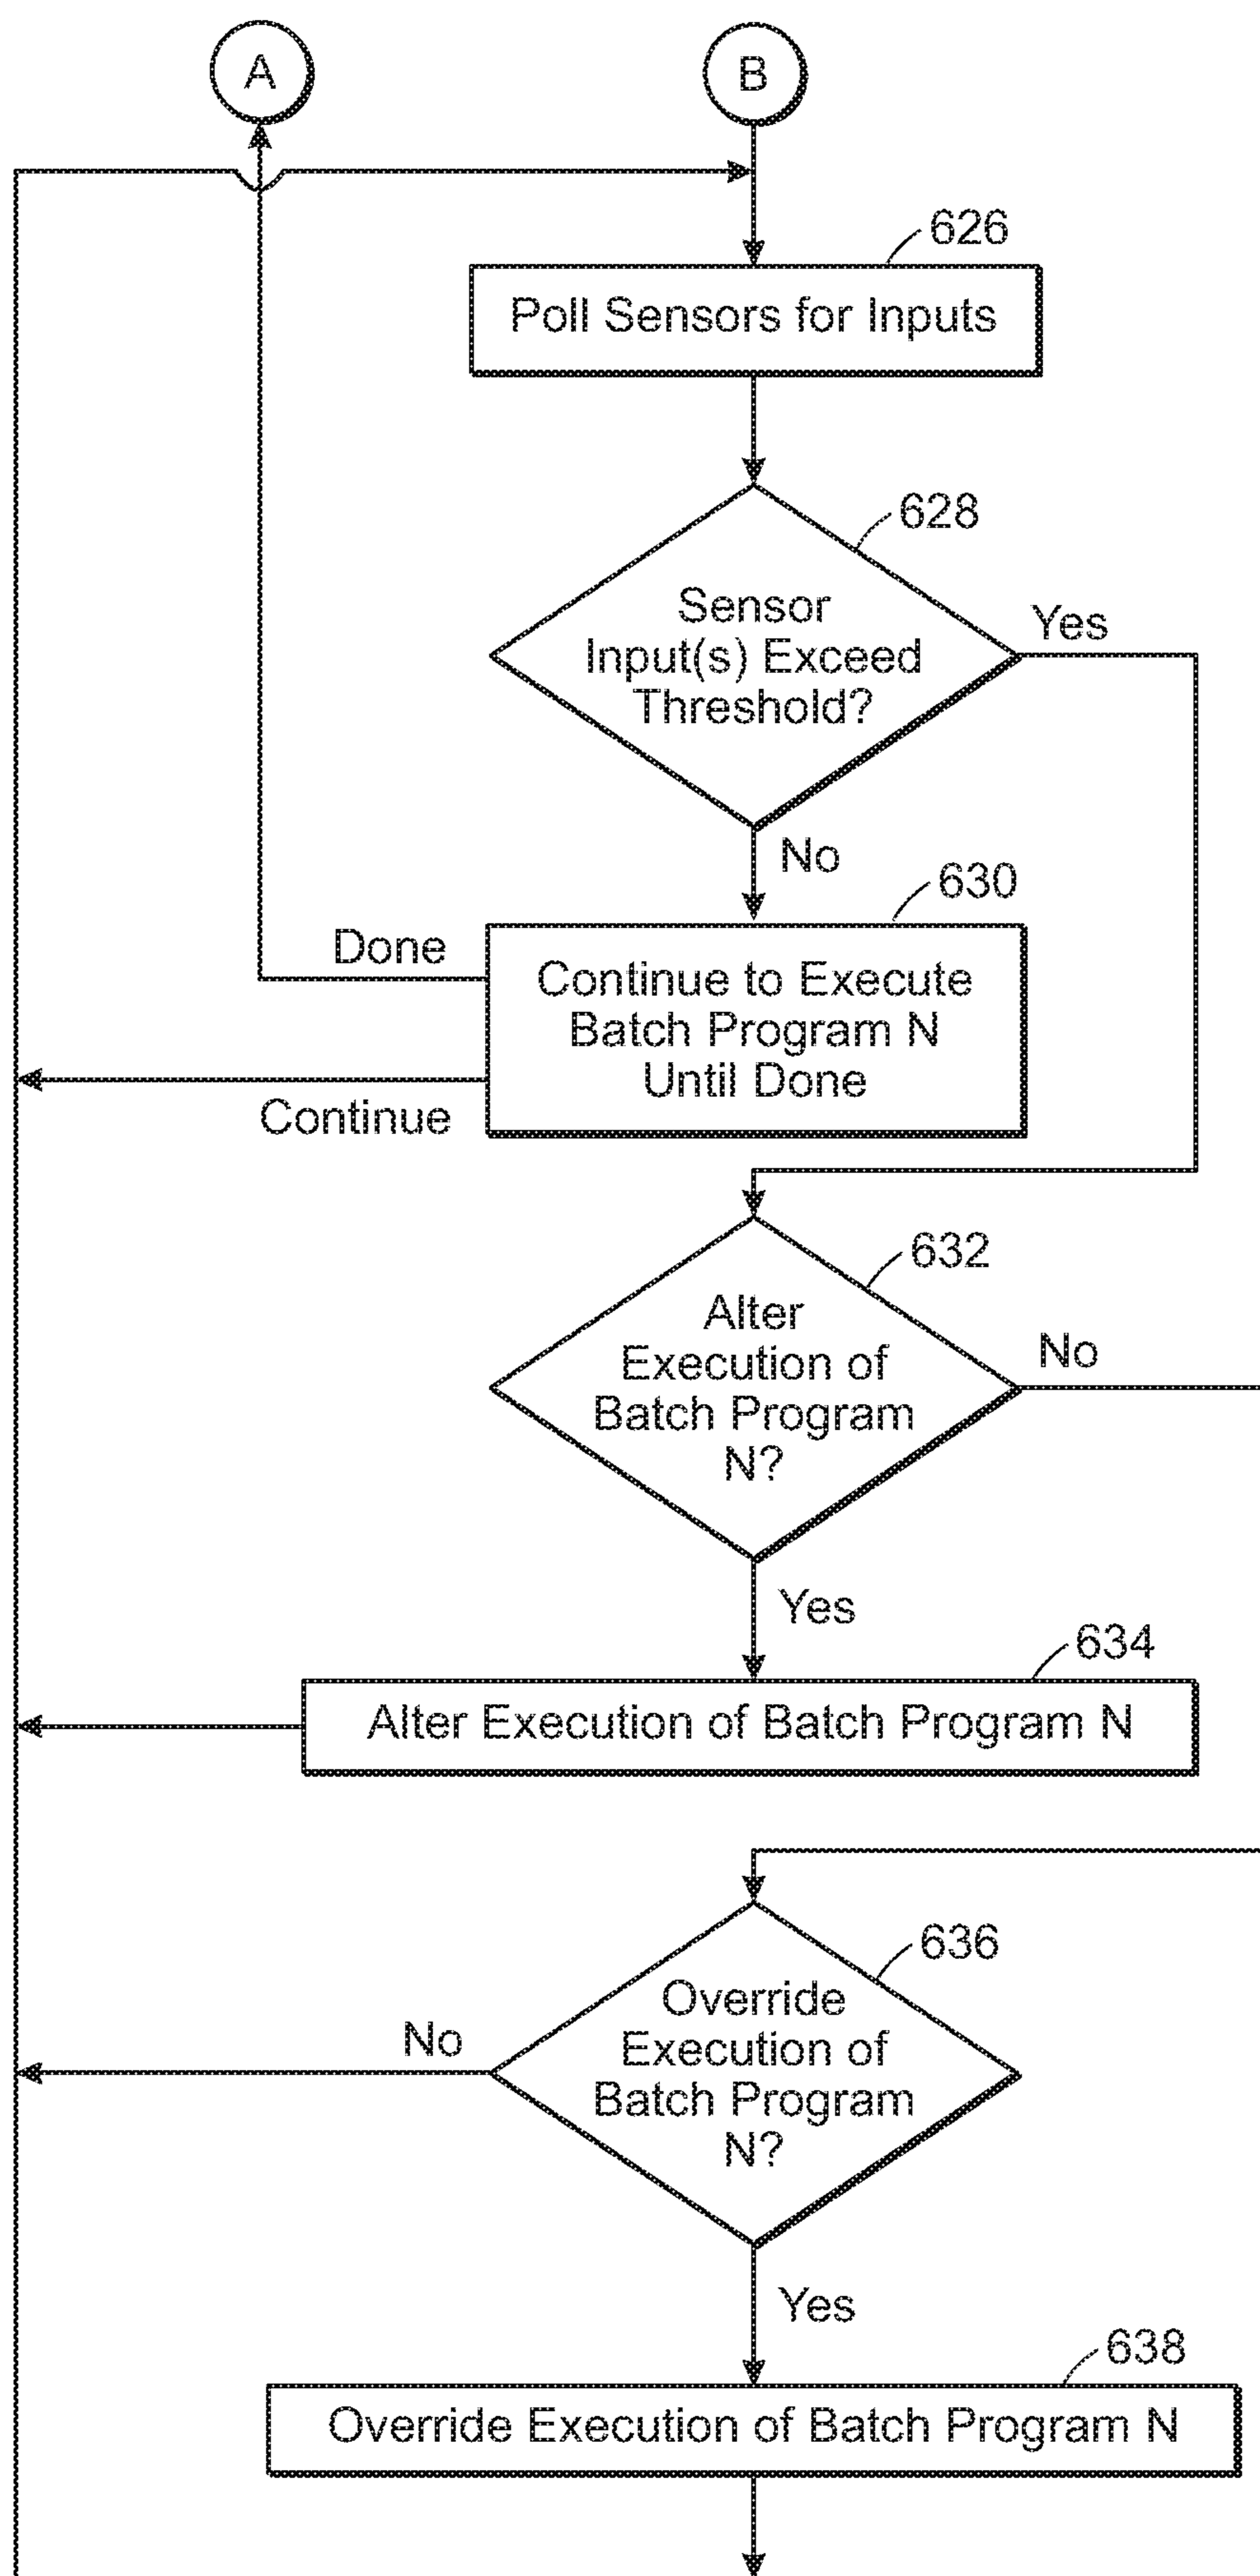 A
B
626
Poll Sensors for Inputs
628
Sensor
Input(s) Exceed
Threshold?
Yes
No
630
Done
Continue to Execute
Batch Program N
Until Done
Continue
632
Alter
Execution of
Batch Program
N?
No
Yes
634
Alter Execution of Batch Program N
636
Override
Execution of
Batch Program
N?
No
Yes
638
Override Execution of Batch Program N